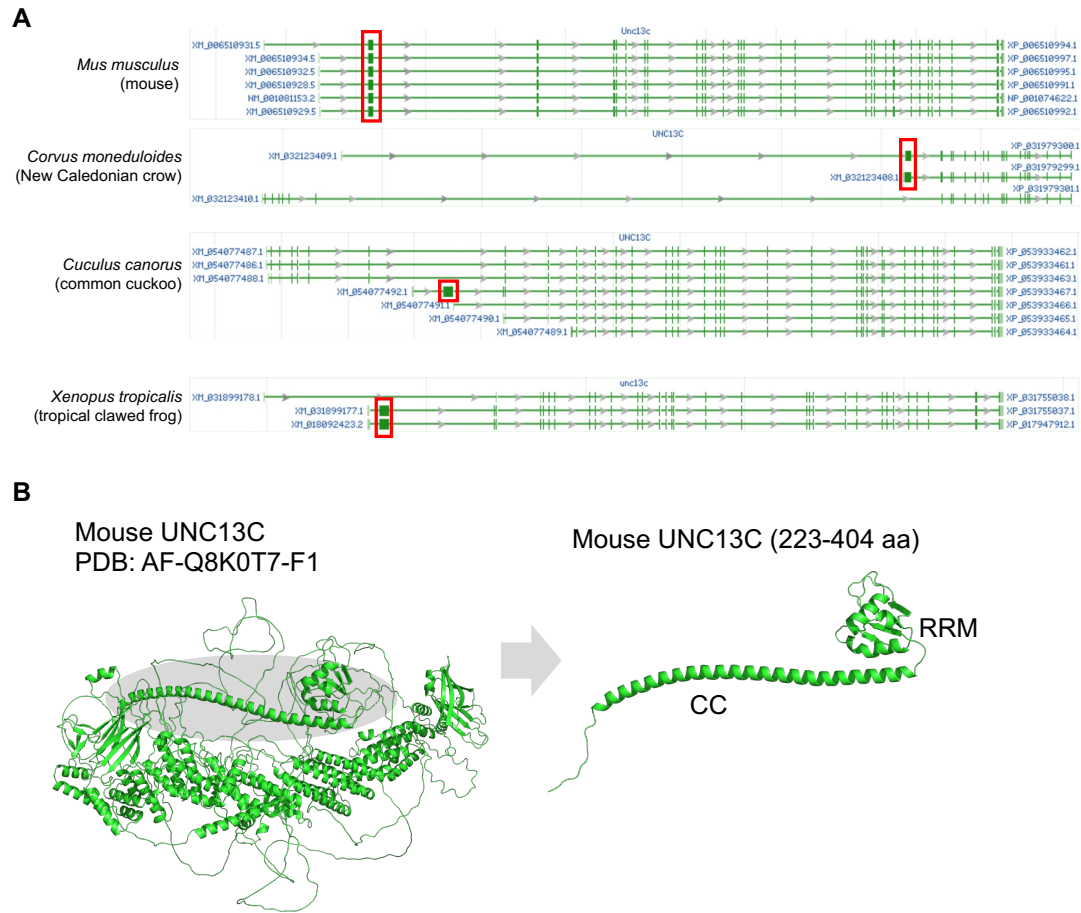 A
Unc13c
Mus musculus
(mouse)
XM_006510931.5
XP_006510994.1
XM_006510934.5
XP_006510997.1
XM_006510932.5
XP_006510995.1
XM_006510928.5
XP_006510991.1
NM_001081153.2
NP_001074622.1
XM_006510929.5
XP_006510992.1
Corvus moneduloides
(New Caledonian crow)
UNC13C
XM_032123409.1
XP_031979300.1
XM_032123408.1
XP_031979299.1
XM_032123410.1
XP_031979301.1
Cuculus canorus
(common cuckoo)
UNC13C
XM_054077487.1
XP_053933462.1
XM_054077486.1
XP_053933461.1
XM_054077488.1
XP_053933463.1
XM_054077492.1
XP_053933467.1
XM_054077491.1
XP_053933466.1
XM_054077490.1
XP_053933465.1
XM_054077489.1
XP_053933464.1
Xenopus tropicalis
(tropical clawed frog)
unc13c
XM_031899178.1
XP_031755038.1
XM_031899177.1
XP_031755037.1
XM_018092423.2
XP_017947912.1
B
Mouse UNC13C
PDB: AF-Q8K0T7-F1
Mouse UNC13C (223-404 aa)
RRM
CC